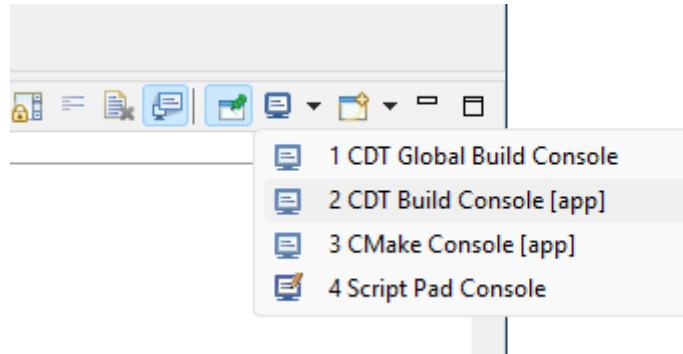 1 CDT Global Build Console
2 CDT Build Console [app]
3 CMake Console [app]
4 Script Pad Console